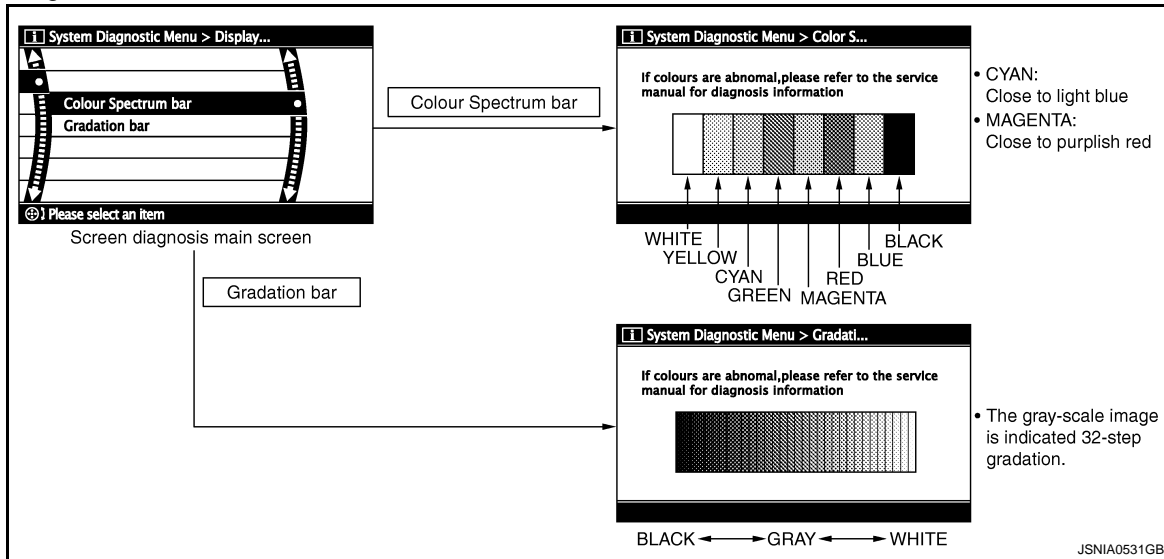 System Diagnostic Menu > Display...
Colour Spectrum bar
Gradation bar
Please select an item
Screen diagnosis main screen
Colour Spectrum bar
Gradation bar
i System Diagnostic Menu > Color S...
If colours are abnomal,please refer to the service
manual for diagnosis information
WHITE
YELLOW
CYAN
GREEN
MAGENTA
RED
BLUE
BLACK
• CYAN:
Close to light blue
• MAGENTA:
Close to purplish red
i System Diagnostic Menu > Gradati...
If colours are abnomal,please refer to the service
manual for diagnosis information
BLACK GRAY WHITE
• The gray-scale image
is indicated 32-step
gradation.
JSNIA0531GB